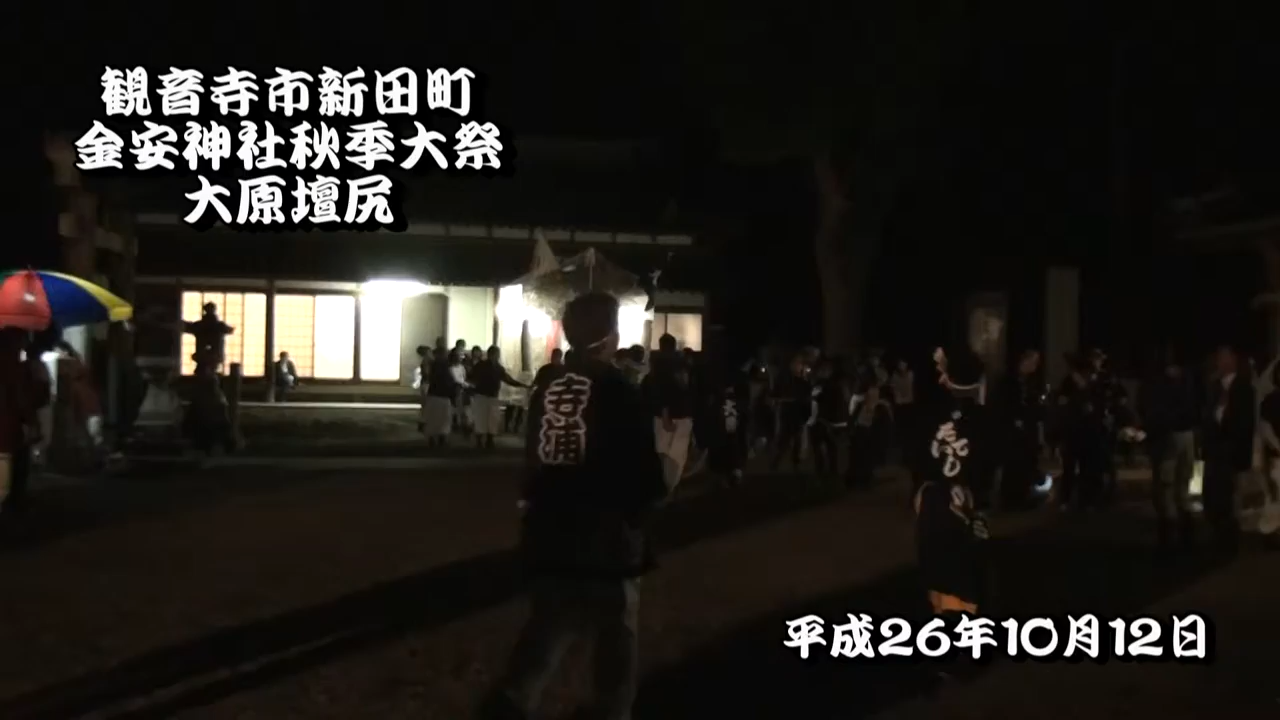 観音寺市新田町
金安神社秋季大祭
大原壇尻
寺浦
平成26年10月12日